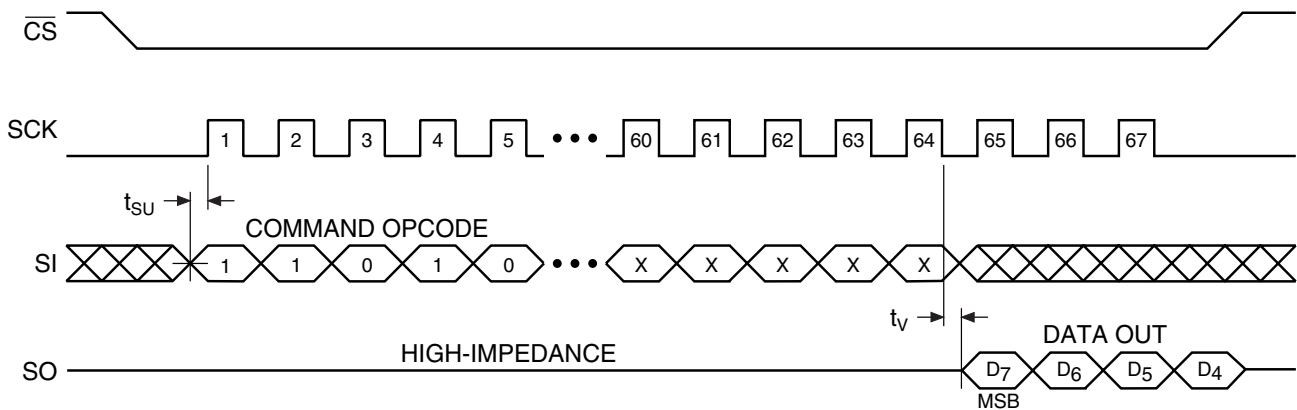 C̅S̅
SCK 1 2 3 4 5 ••• 60 61 62 63 64 65 66 67
tSU
COMMAND OPCODE
SI 1 1 0 1 0 ••• X X X X X
tV
HIGH-IMPEDANCE
DATA OUT
SO D7 D6 D5 D4
MSB